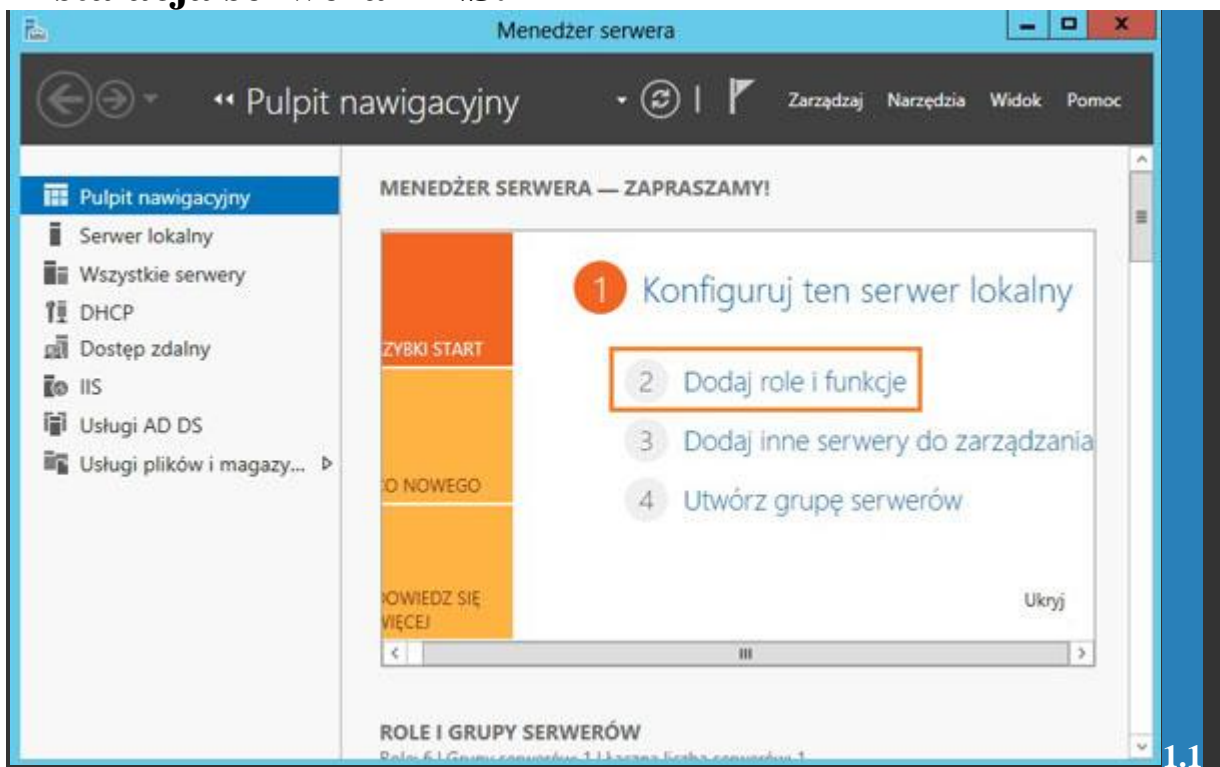 Menedżer serwera
Pulpit nawigacyjny
Zarządzaj Narzędzia Widok Pomoc
Pulpit nawigacyjny
Serwer lokalny
Wszystkie serwery
DHCP
Dostęp zdalny
IIS
Usługi AD DS
Usługi plików i magazy...
MENEDŻER SERWERA — ZAPRASZAMY!
ZYBKI START
O NOWEGO
OWIEDZ SIĘ
WIĘCEJ
1 Konfiguruj ten serwer lokalny
2 Dodaj role i funkcje
3 Dodaj inne serwery do zarządzania
4 Utwórz grupę serwerów
Ukryj
ROLE I GRUPY SERWERÓW
1.1